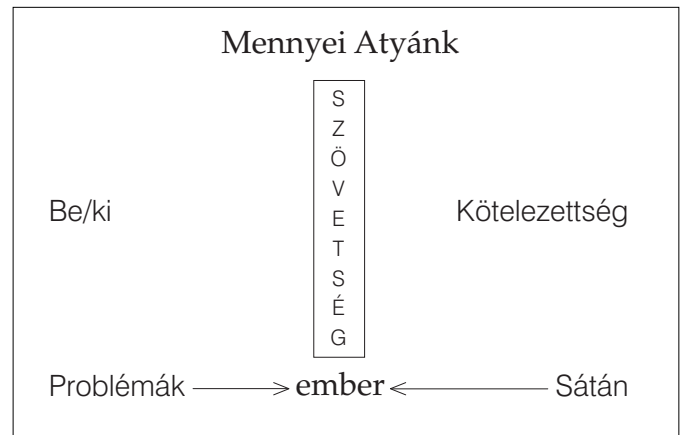 Mennyei Atyánk
S
Z
Ö
V
E
T
S
É
G
Be/ki
Kötelezettség
Problémák
ember
Sátán